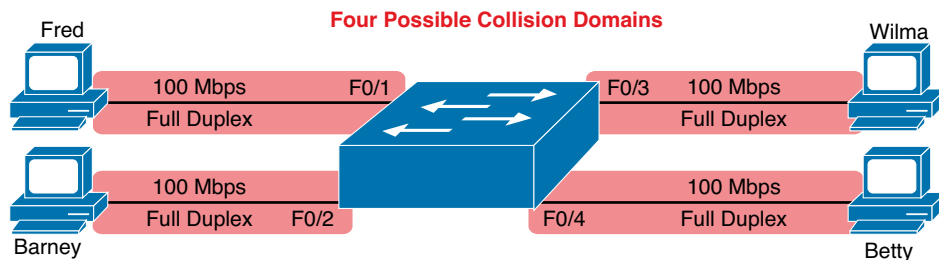 Four Possible Collision Domains
Fred
Wilma
100 Mbps
F0/1
Full Duplex
F0/3
100 Mbps
Full Duplex
100 Mbps
Full Duplex
F0/2
Barney
100 Mbps
F0/4
Full Duplex
Betty